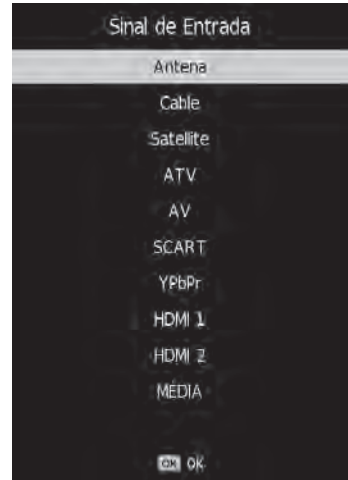 Sinal de Entrada
Antena
Cable
Satellite
ATV
AV
SCART
YPbPr
HDMI 1
HDMI 2
MEDIA
OK OK